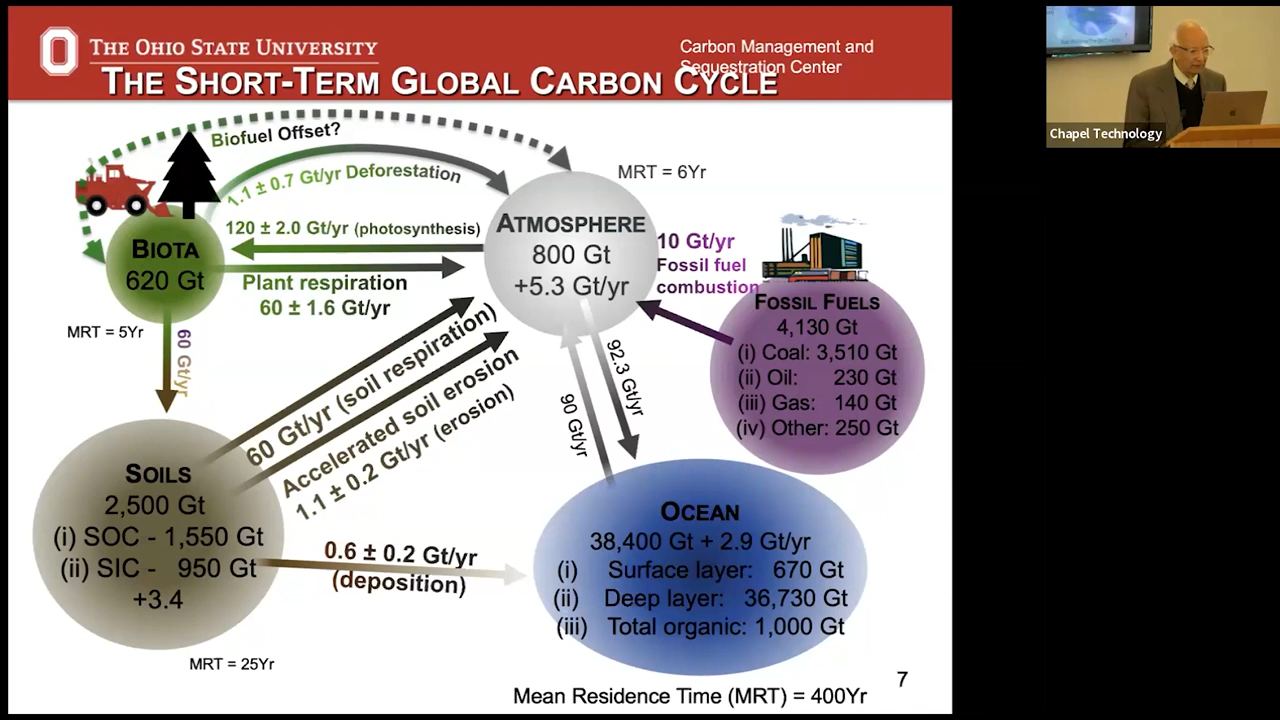 THE OHIO STATE UNIVERSITY
Carbon Management and
Sequestration Center
THE SHORT-TERM GLOBAL CARBON CYCLE
Biofuel Offset?
1.1 ± 0.7 Gt/yr Deforestation
MRT = 6Yr
Chapel Technology
BIOTA
620 Gt
120 ± 2.0 Gt/yr (photosynthesis)
Plant respiration
60 ± 1.6 Gt/yr
ATMOSPHERE
800 Gt
+5.3 Gt/yr
10 Gt/yr
Fossil fuel
combustion
FOSSIL FUELS
4,130 Gt
(i) Coal: 3,510 Gt
(ii) Oil: 230 Gt
(iii) Gas: 140 Gt
(iv) Other: 250 Gt
MRT = 5Yr
60 Gt/yr
60 Gt/yr (soil respiration)
Accelerated soil erosion
1.1 ± 0.2 Gt/yr (erosion)
90 Gt/yr
92.3 Gt/yr
SOILS
2,500 Gt
(i) SOC - 1,550 Gt
(ii) SIC - 950 Gt
+3.4
MRT = 25Yr
0.6 ± 0.2 Gt/yr
(deposition)
OCEAN
38,400 Gt + 2.9 Gt/yr
(i) Surface layer: 670 Gt
(ii) Deep layer: 36,730 Gt
(iii) Total organic: 1,000 Gt
Mean Residence Time (MRT) = 400Yr
7